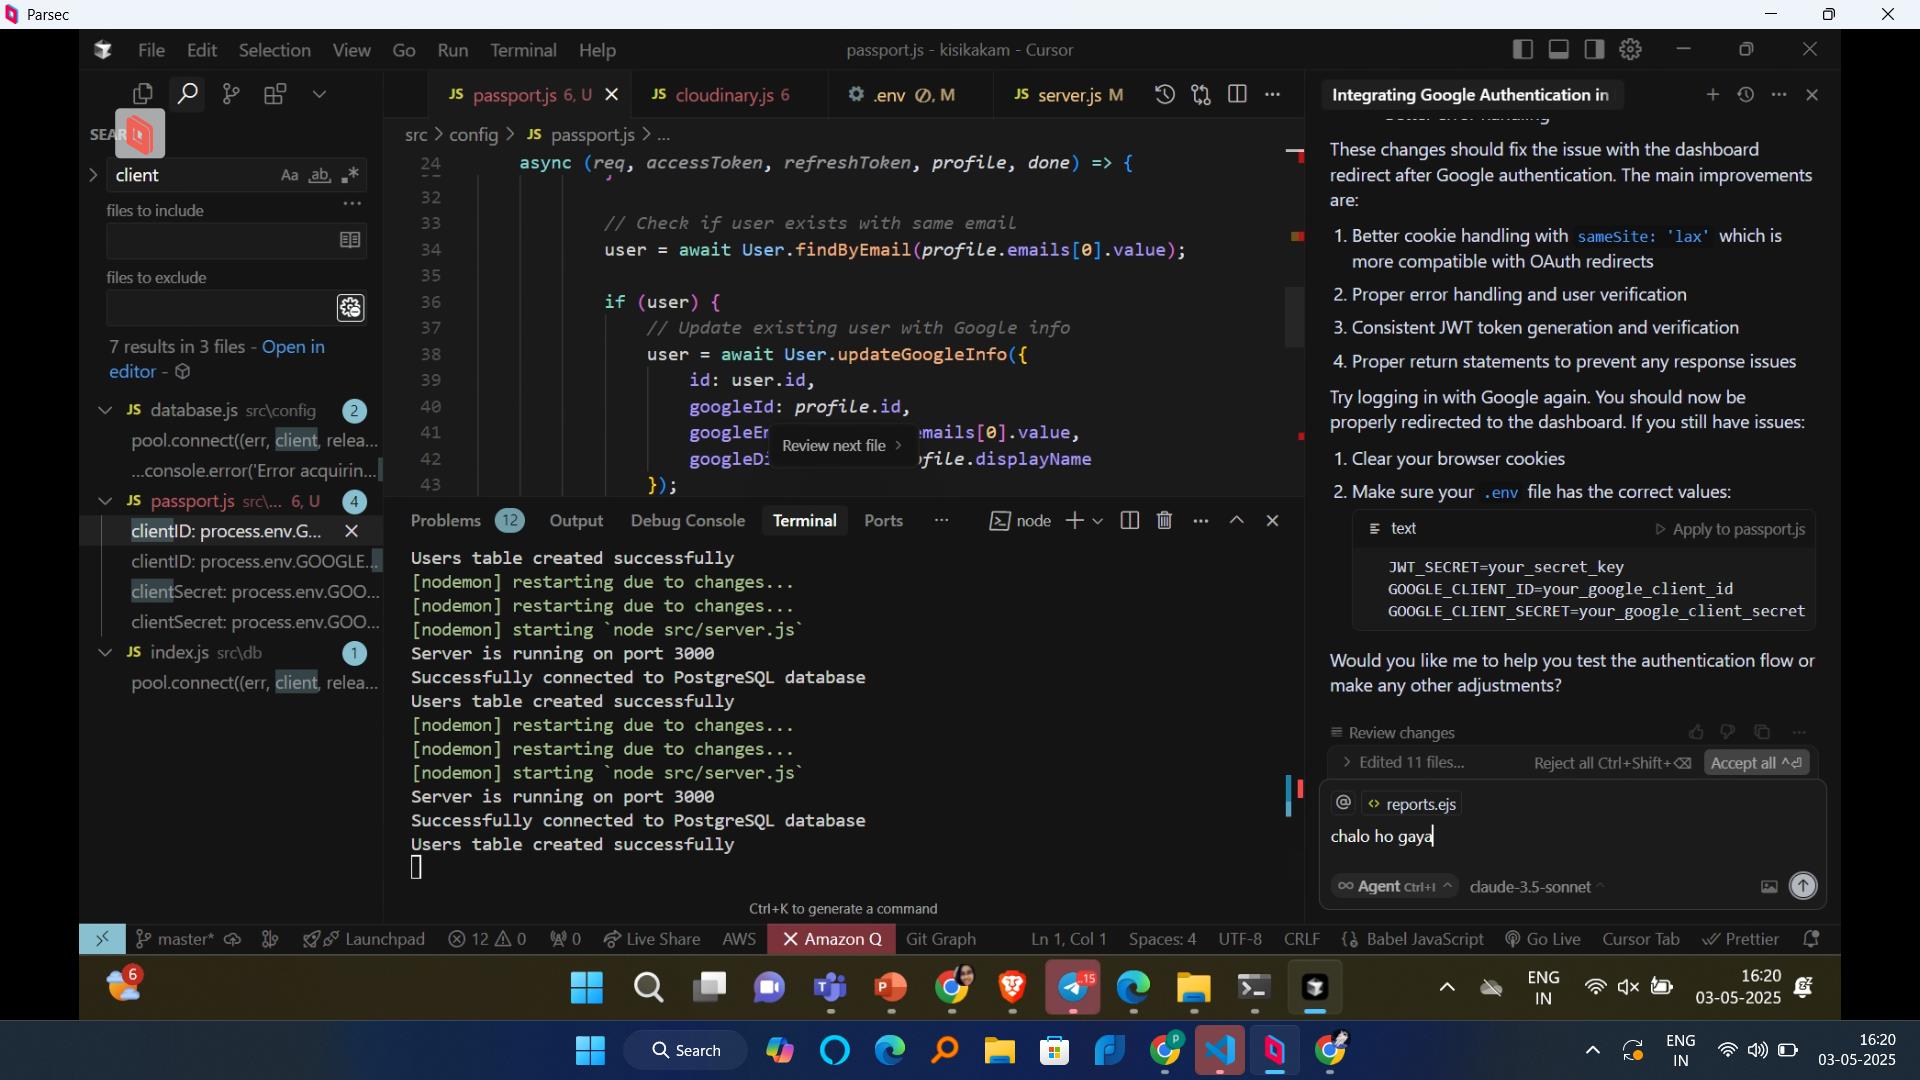 Parsec
File Edit Selection View Go Run Terminal Help
passport.js - kisikakam - Cursor
JS passport.js 6, U
JS cloudinary.js 6
.env M
JS server.js M
Integrating Google Authentication in
SEAR
client
Aa ab
files to include
files to exclude
7 results in 3 files - Open in
editor -
JS database.js src\config 2
pool.connect((err, client, relea...
...console.error('Error acquirin...
JS passport.js src\... 6, U 4
clientID: process.env.G...
clientID: process.env.GOOGLE...
clientSecret: process.env.GOO...
clientSecret: process.env.GOO...
JS index.js src\db 1
pool.connect((err, client, relea...
src > config > JS passport.js > ...
24 async (req, accessToken, refreshToken, profile, done) => {
32
33 // Check if user exists with same email
34 user = await User.findByEmail(profile.emails[0].value);
35
36 if (user) {
37 // Update existing user with Google info
38 user = await User.updateGoogleInfo({
39 id: user.id,
40 googleId: profile.id,
41 googleE emails[0].value,
42 googleD ofile.displayName
43 });
Review next file >
Problems 12 Output Debug Console Terminal Ports ... node
Users table created successfully
[nodemon] restarting due to changes...
[nodemon] restarting due to changes...
[nodemon] starting `node src/server.js`
Server is running on port 3000
Successfully connected to PostgreSQL database
Users table created successfully
[nodemon] restarting due to changes...
[nodemon] restarting due to changes...
[nodemon] starting `node src/server.js`
Server is running on port 3000
Successfully connected to PostgreSQL database
Users table created successfully
Ctrl+K to generate a command
These changes should fix the issue with the dashboard
redirect after Google authentication. The main improvements
are:
1. Better cookie handling with sameSite: 'lax' which is
more compatible with OAuth redirects
2. Proper error handling and user verification
3. Consistent JWT token generation and verification
4. Proper return statements to prevent any response issues
Try logging in with Google again. You should now be
properly redirected to the dashboard. If you still have issues:
1. Clear your browser cookies
2. Make sure your .env file has the correct values:
text Apply to passport.js
JWT_SECRET=your_secret_key
GOOGLE_CLIENT_ID=your_google_client_id
GOOGLE_CLIENT_SECRET=your_google_client_secret
Would you like me to help you test the authentication flow or
make any other adjustments?
Review changes
> Edited 11 files... Reject all Ctrl+Shift+⌫ Accept all ^⏎
@ <> reports.ejs
chalo ho gaya
∞ Agent Ctrl+I ^ claude-3.5-sonnet ^
master* Launchpad 12 0 0 Live Share AWS Amazon Q Git Graph Ln 1, Col 1 Spaces: 4 UTF-8 CRLF {} Babel JavaScript Go Live Cursor Tab Prettier
6
15
ENG
IN
16:20
03-05-2025
Search
ENG
IN
16:20
03-05-2025